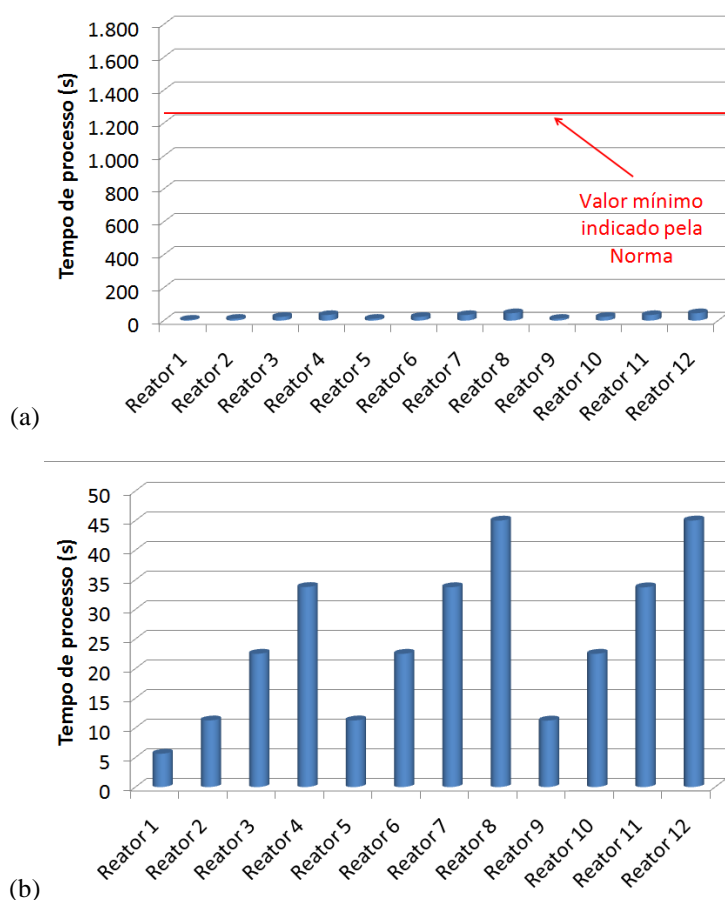 Tempo de processo (s)
1.800
1.600
1.400
1.200
1.000
800
600
400
200
0
Valor mínimo
indicado pela
Norma
Reator 1
Reator 2
Reator 3
Reator 4
Reator 5
Reator 6
Reator 7
Reator 8
Reator 9
Reator 10
Reator 11
Reator 12
(a)
Tempo de processo (s)
50
45
40
35
30
25
20
15
10
5
0
Reator 1
Reator 2
Reator 3
Reator 4
Reator 5
Reator 6
Reator 7
Reator 8
Reator 9
Reator 10
Reator 11
Reator 12
(b)